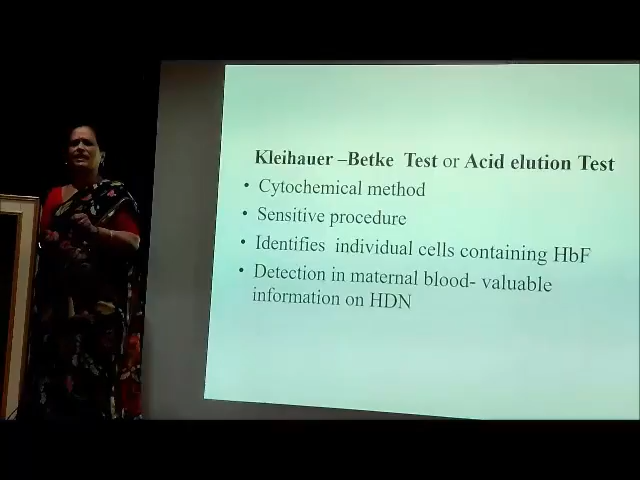 Kleihauer –Betke Test or Acid elution Test
• Cytochemical method
• Sensitive procedure
• Identifies individual cells containing HbF
• Detection in maternal blood- valuable
information on HDN